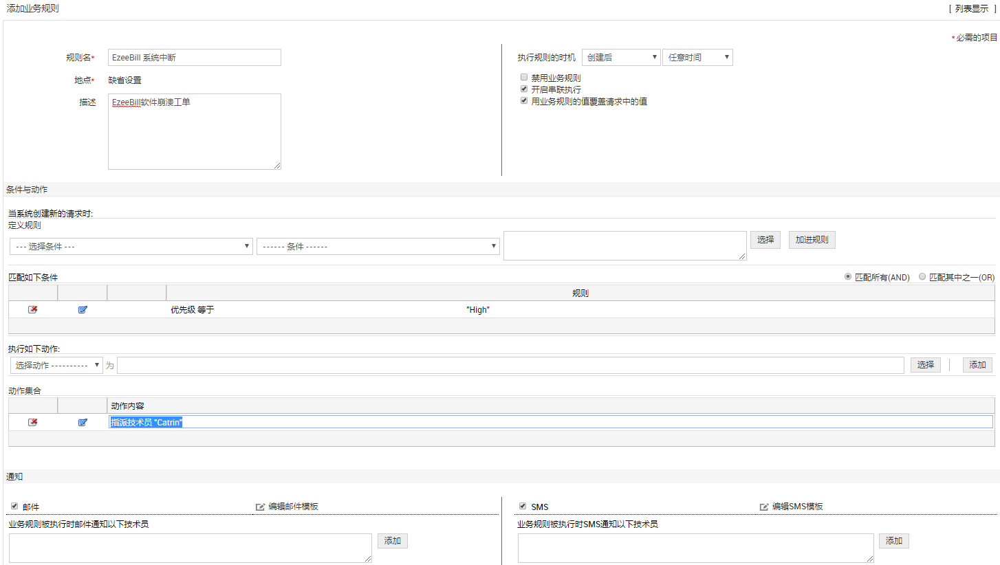 添加业务规则
[ 列表显示 ]
*必需的项目
规则名* EzeeBill 系统中断
执行规则的时机 创建后 任意时间
地点* 缺省设置
禁用业务规则
开启串联执行
描述 EzeeBill软件崩溃工单
用业务规则的值覆盖请求中的值
条件与动作
当系统创建新的请求时:
定义规则
--- 选择条件 --- ------ 条件 ------ 选择 加进规则
匹配如下条件 匹配所有(AND) 匹配其中之一(OR)
规则
优先级 等于 "High"
执行如下动作:
选择动作 ---------- 为 选择 添加
动作集合
动作内容
指派技术员 "Catrin"
通知
邮件 编辑邮件模板
SMS 编辑SMS模板
业务规则被执行时邮件通知以下技术员
业务规则被执行时SMS通知以下技术员
添加
添加